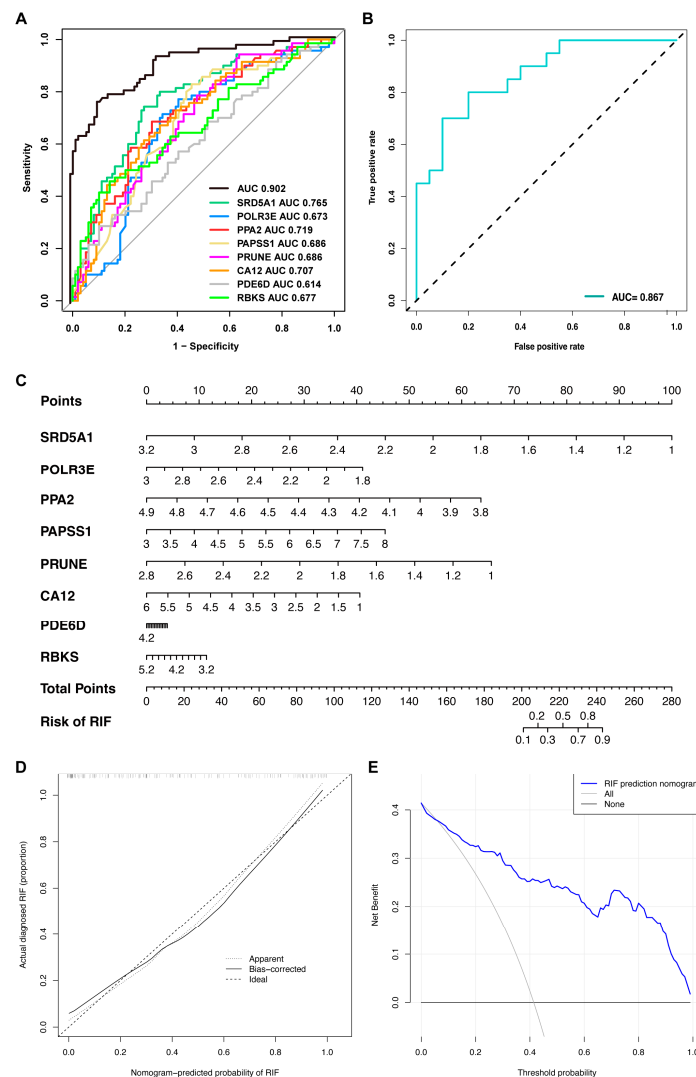 A
Sensitivity
1.0
0.8
0.6
0.4
0.2
0.0
AUC 0.902
SRD5A1 AUC 0.765
POLR3E AUC 0.673
PPA2 AUC 0.719
PAPSS1 AUC 0.686
PRUNE AUC 0.686
CA12 AUC 0.707
PDE6D AUC 0.614
RBKS AUC 0.677
0.0 0.2 0.4 0.6 0.8 1.0
1 − Specificity
B
True positive rate
1.0
0.8
0.6
0.4
0.2
0.0
AUC= 0.867
0.0 0.2 0.4 0.6 0.8 1.0
False positive rate
C
Points
0 10 20 30 40 50 60 70 80 90 100
SRD5A1
3.2 3 2.8 2.6 2.4 2.2 2 1.8 1.6 1.4 1.2 1
POLR3E
3 2.8 2.6 2.4 2.2 2 1.8
PPA2
4.9 4.8 4.7 4.6 4.5 4.4 4.3 4.2 4.1 4 3.9 3.8
PAPSS1
3 3.5 4 4.5 5 5.5 6 6.5 7 7.5 8
PRUNE
2.8 2.6 2.4 2.2 2 1.8 1.6 1.4 1.2 1
CA12
6 5.5 5 4.5 4 3.5 3 2.5 2 1.5 1
PDE6D
4.2
RBKS
5.2 4.2 3.2
Total Points
0 20 40 60 80 100 120 140 160 180 200 220 240 260 280
Risk of RIF
0.2 0.5 0.8
0.1 0.3 0.7 0.9
D
Actual diagnosed RIF (proportion)
1.0
0.8
0.6
0.4
0.2
0.0
Apparent
Bias−corrected
Ideal
0.0 0.2 0.4 0.6 0.8 1.0
Nomogram−predicted probability of RIF
E
Net Benefit
0.4
0.3
0.2
0.1
0.0
RIF prediction nomogram
All
None
0.0 0.2 0.4 0.6 0.8 1.0
Threshold probability